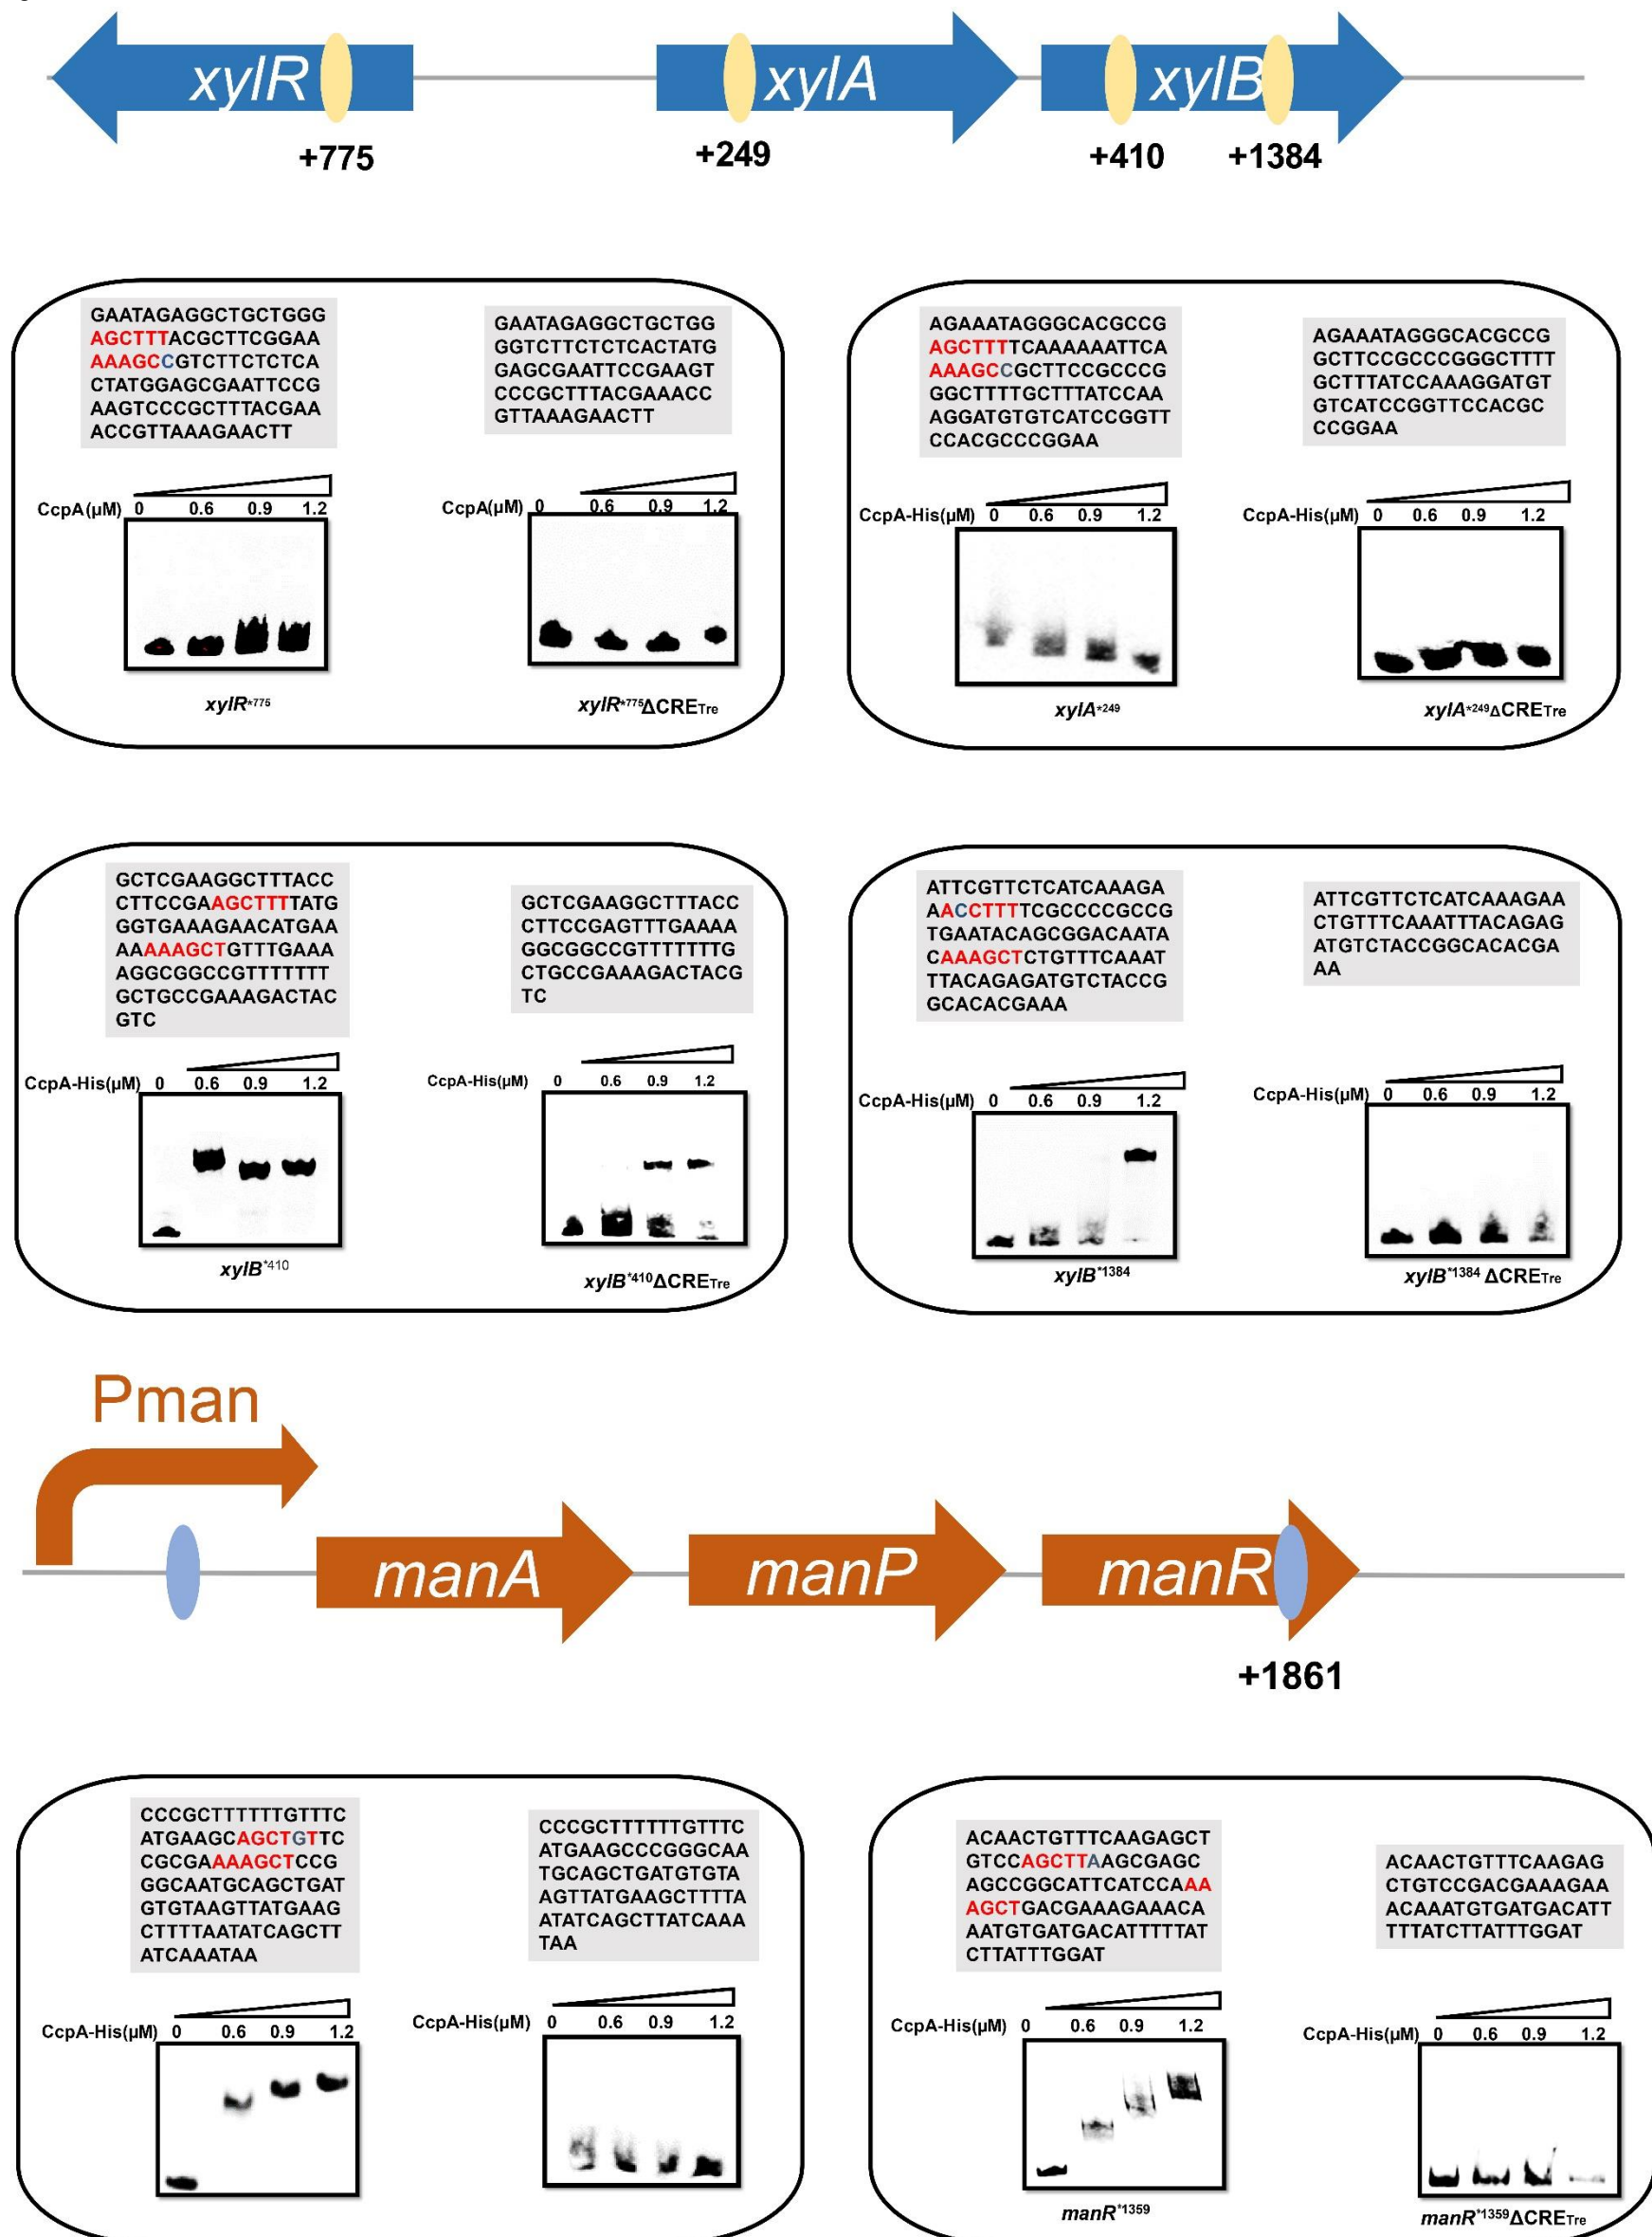 xylR
xylA
xylB
+775
+249
+410
+1384
GAATAGAGGCTGCTGGG
AGCTTTACGCTTCGGAA
AAAGCCGTCTTCTCTCA
CTATGGAGCGAATTCCG
AAGTCCCGCTTTACGAA
ACCGTTAAAGAACTT
GAATAGAGGCTGCTGG
GGTCTTCTCTCACTATG
GAGCGAATTCCGAAGT
CCCGCTTTACGAAACC
GTTAAAGAACTT
CcpA(µM) 0 0.6 0.9 1.2
CcpA(µM) 0 0.6 0.9 1.2
xylR+775
xylR+775ΔCRETre
AGAAATAGGGCACGCCG
AGCTTTTCAAAAAATTCA
AAAGCCGCTTCCGCCCG
GGCTTTTGCTTTATCCAA
AGGATGTGTCATCCGGTT
CCACGCCCGGAA
AGAAATAGGGCACGCCG
GCTTCCGCCCGGGCTTTT
GCTTTATCCAAAGGATGT
GTCATCCGGTTCCACGC
CCGGAA
CcpA-His(µM) 0 0.6 0.9 1.2
CcpA-His(µM) 0 0.6 0.9 1.2
xylA+249
xylA+249ΔCRETre
GCTCGAAGGCTTTACC
CTTCCGAAGCTTTTATG
GGTGAAAGAACATGAA
AAAAAGCTGTTTGAAA
AGGCGGCCGTTTTTTT
GCTGCCGAAAGACTAC
GTC
GCTCGAAGGCTTTACC
CTTCCGAGTTTGAAAA
GGCGGCCGTTTTTTTG
CTGCCGAAAGACTACG
TC
CcpA-His(µM) 0 0.6 0.9 1.2
CcpA-His(µM) 0 0.6 0.9 1.2
xylB+410
xylB+410ΔCRETre
ATTCGTTCTCATCAAAGA
AACCTTTTCGCCCCGCCG
TGAATACAGCGGACAATA
CAAAGCTCTGTTTCAAAT
TTACAGAGATGTCTACCG
GCACACGAAA
ATTCGTTCTCATCAAAGAA
CTGTTTCAAATTTACAGAG
ATGTCTACCGGCACACGA
AA
CcpA-His(µM) 0 0.6 0.9 1.2
CcpA-His(µM) 0 0.6 0.9 1.2
xylB+1384
xylB+1384 ΔCRETre
Pman
manA
manP
manR
+1861
CCCGCTTTTTTGTTTC
ATGAAGCAGCTGTTC
CGCGAAAAGCTCCG
GGCAATGCAGCTGAT
GTGTAAGTTATGAAG
CTTTTAATATCAGCTT
ATCAAATAA
CCCGCTTTTTTGTTTC
ATGAAGCCCGGGCAA
TGCAGCTGATGTGTA
AGTTATGAAGCTTTTA
ATATCAGCTTATCAAA
TAA
CcpA-His(µM) 0 0.6 0.9 1.2
CcpA-His(µM) 0 0.6 0.9 1.2
ACAACTGTTTCAAGAGCT
GTCCAGCTTAAGCGAGC
AGCCGGCATTCATCCAAA
AGCTGACGAAAGAAACA
AATGTGATGACATTTTTAT
CTTATTTGGAT
ACAACTGTTTCAAGAG
CTGTCCGACGAAAGAA
ACAAATGTGATGACATT
TTTATCTTATTTGGAT
CcpA-His(µM) 0 0.6 0.9 1.2
CcpA-His(µM) 0 0.6 0.9 1.2
manR+1359
manR+1359ΔCRETre